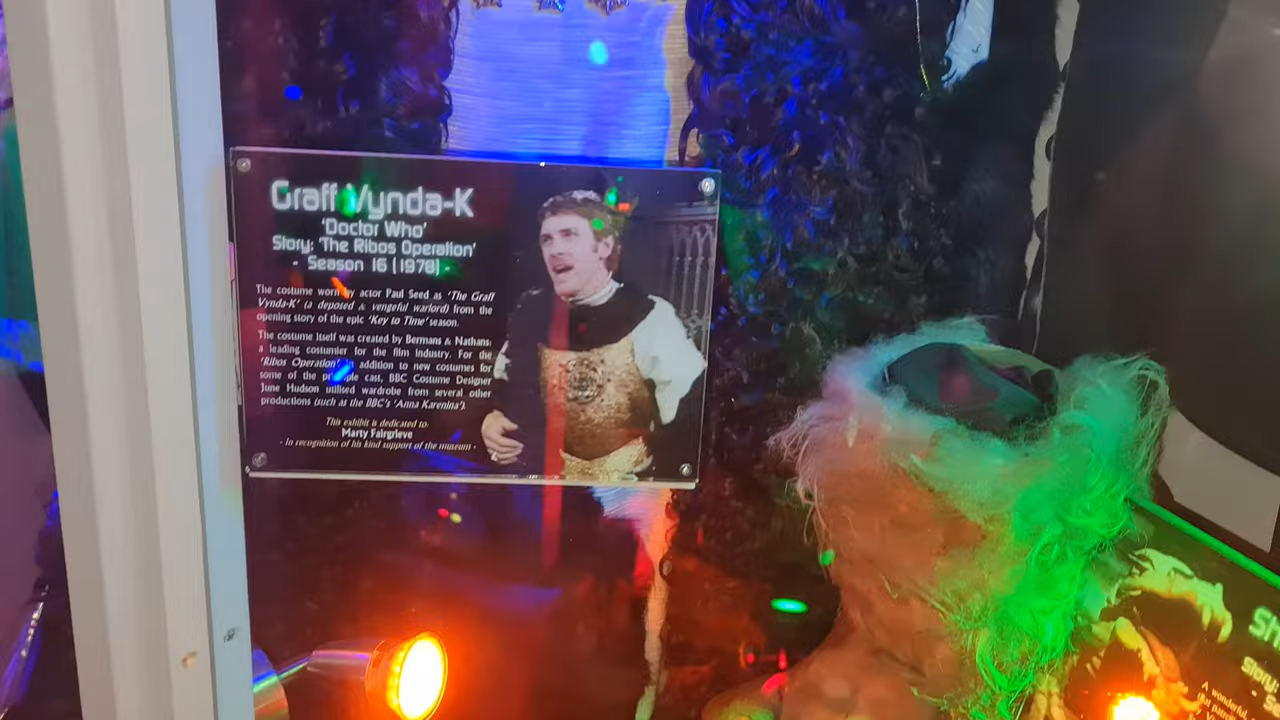 Graff Vynda-K
'Doctor Who'
Story: 'The Ribos Operation'
- Season 16 (1978) -
The costume worn by actor Paul Seed as 'The Graff
Vynda-K' (a deposed & vengeful warlord) from the
opening story of the epic 'Key to Time' season.
The costume itself was created by Bermans & Nathans:
a leading costumier for the film industry. For the
'Ribos Operation' in addition to new costumes for
some of the principle cast, BBC Costume Designer
June Hudson utilised wardrobe from several other
productions (such as the BBC's 'Anna Karenina').
This exhibit is dedicated to:
Marty Fairgrieve
- In recognition of his kind support of the museum -
Story:
A wonderful